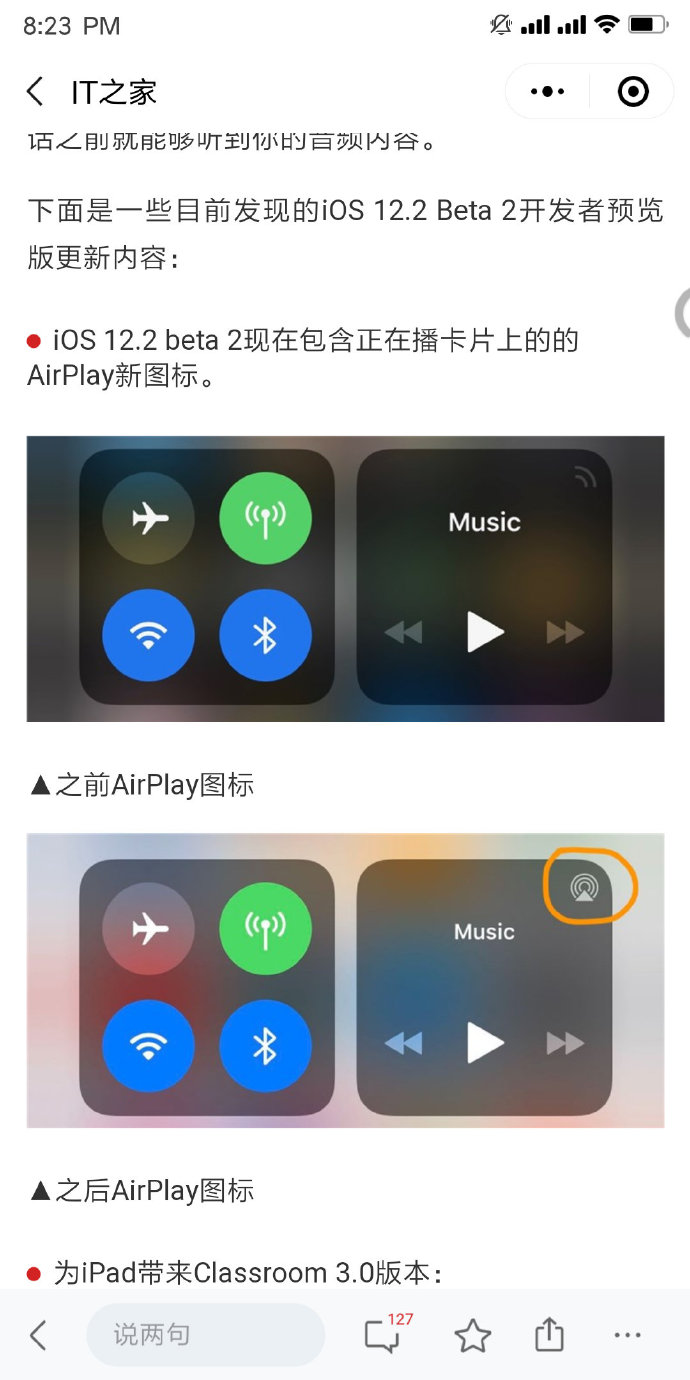 8:23 PM
IT之家
话之前就能够听到你的音频内容。
下面是一些目前发现的iOS 12.2 Beta 2开发者预览
版更新内容：
● iOS 12.2 beta 2现在包含正在播卡片上的的
AirPlay新图标。
Music
▲之前AirPlay图标
Music
▲之后AirPlay图标
● 为iPad带来Classroom 3.0版本：
说两句
127